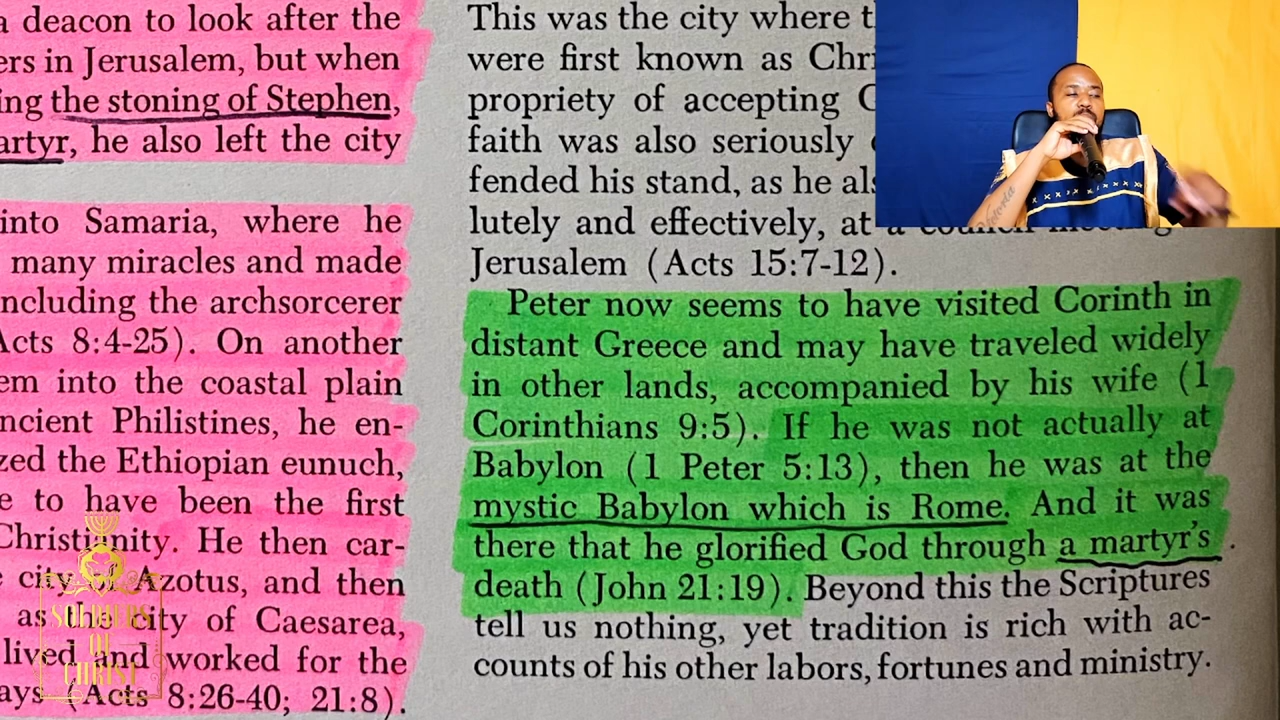 a deacon to look after the
ers in Jerusalem, but when
ing the stoning of Stephen,
artyr, he also left the city
into Samaria, where he
many miracles and made
ncluding the archsorcerer
Acts 8:4-25). On another
em into the coastal plain
ncient Philistines, he en-
zed the Ethiopian eunuch,
e to have been the first
Christianity. He then car-
e city of Azotus, and then
as the city of Caesarea,
lived and worked for the
ays (Acts 8:26-40; 21:8).
This was the city where t
were first known as Chri
propriety of accepting G
faith was also seriously
fended his stand, as he als
lutely and effectively, at a council meeting
Jerusalem (Acts 15:7-12).
Peter now seems to have visited Corinth in
distant Greece and may have traveled widely
in other lands, accompanied by his wife (1
Corinthians 9:5). If he was not actually at
Babylon (1 Peter 5:13), then he was at the
mystic Babylon which is Rome. And it was
there that he glorified God through a martyr's
death (John 21:19). Beyond this the Scriptures
tell us nothing, yet tradition is rich with ac-
counts of his other labors, fortunes and ministry.
SOLDIERS
OF
CHRIST